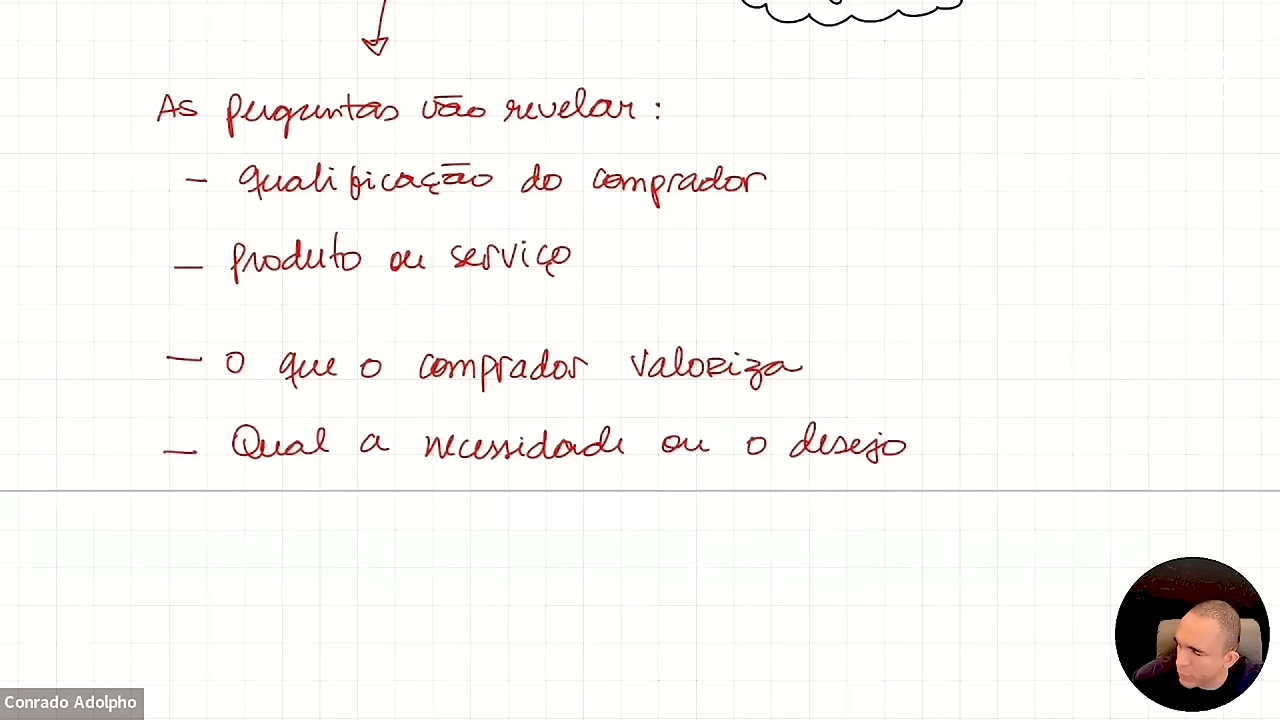 As perguntas vão revelar:
- qualificação do comprador
- produto ou serviço
- o que o comprador valoriza
- Qual a necessidade ou o desejo
Conrado Adolpho